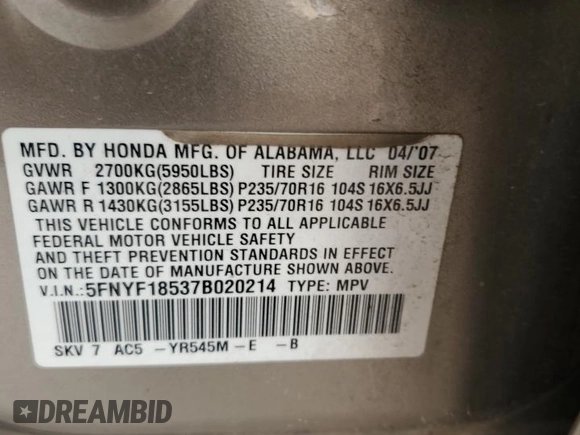 MFD. BY HONDA MFG. OF ALABAMA, LLC 04/'07
GVWR 2700KG(5950LBS) TIRE SIZE RIM SIZE
GAWR F 1300KG(2865LBS) P235/70R16 104S 16X6.5JJ
GAWR R 1430KG(3155LBS) P235/70R16 104S 16X6.5JJ
THIS VEHICLE CONFORMS TO ALL APPLICABLE
FEDERAL MOTOR VEHICLE SAFETY
AND THEFT PREVENTION STANDARDS IN EFFECT
ON THE DATE OF MANUFACTURE SHOWN ABOVE.
V.I.N.:5FNYF18537B020214 TYPE: MPV
SKV 7 AC5 -YR545M-E -B
DREAMBID